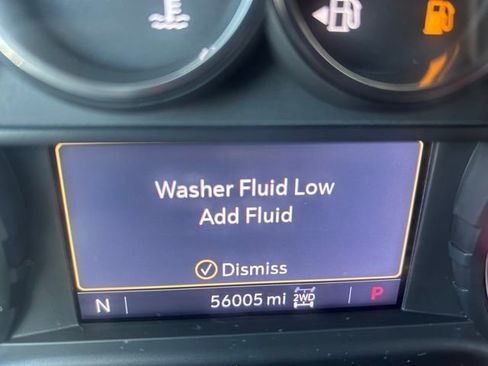 Washer Fluid Low
Add Fluid
Dismiss
N 56005 mi 2WD P